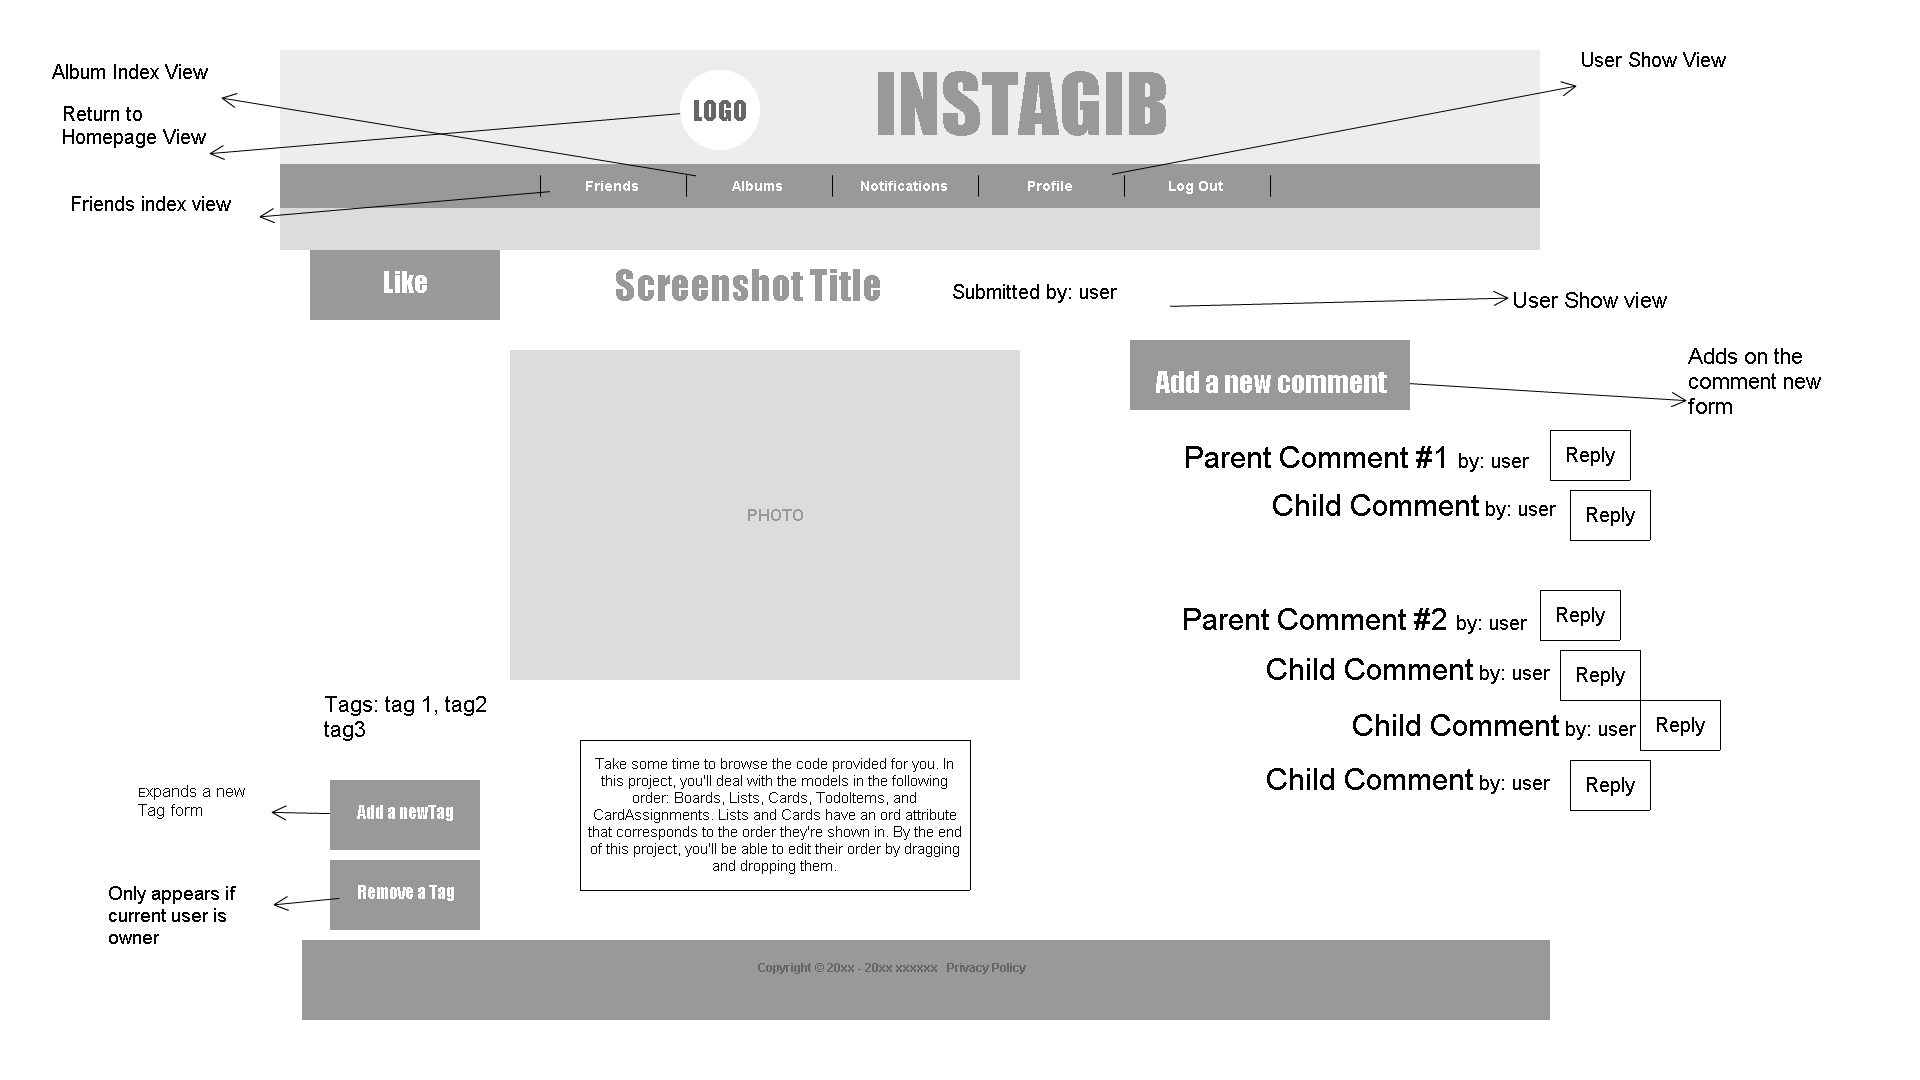 Album Index View
Return to
Homepage View
Friends index view
LOGO
INSTAGIB
User Show View
Friends
Albums
Notifications
Profile
Log Out
Like
Screenshot Title
Submitted by: user
User Show view
Add a new comment
Adds on the
comment new
form
Parent Comment #1 by: user
Reply
Child Comment by: user
Reply
Parent Comment #2 by: user
Reply
Child Comment by: user
Reply
Child Comment by: user
Reply
Child Comment by: user
Reply
PHOTO
Tags: tag 1, tag2
tag3
Take some time to browse the code provided for you. In
this project, you'll deal with the models in the following
order: Boards, Lists, Cards, TodoItems, and
CardAssignments. Lists and Cards have an ord attribute
that corresponds to the order they're shown in. By the end
of this project, you'll be able to edit their order by dragging
and dropping them.
Expands a new
Tag form
Add a newTag
Only appears if
current user is
owner
Remove a Tag
Copyright © 20xx - 20xx xxxxxx   Privacy Policy